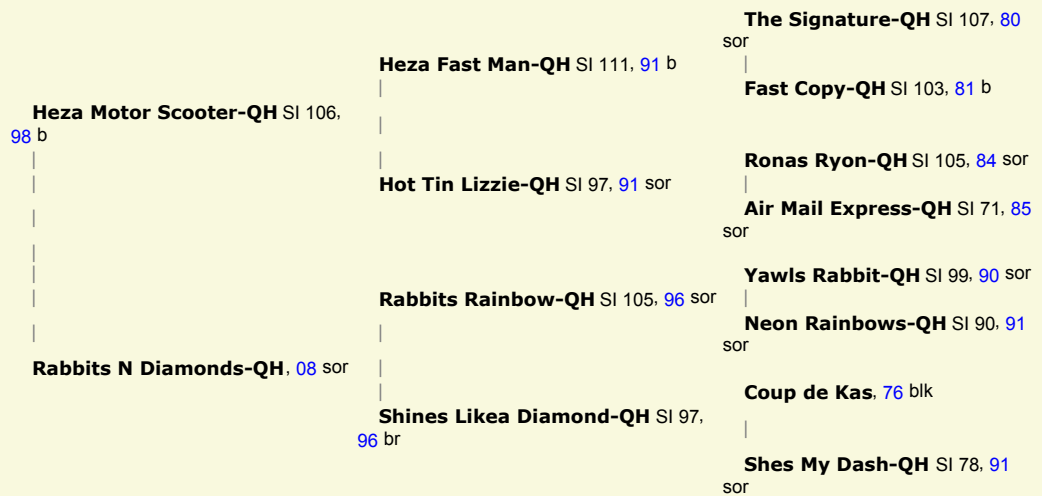 The Signature-QH SI 107, 80
sor
Heza Fast Man-QH SI 111, 91 b
Fast Copy-QH SI 103, 81 b
Heza Motor Scooter-QH SI 106,
98 b
Ronas Ryon-QH SI 105, 84 sor
Hot Tin Lizzie-QH SI 97, 91 sor
Air Mail Express-QH SI 71, 85
sor
Yawls Rabbit-QH SI 99, 90 sor
Rabbits Rainbow-QH SI 105, 96 sor
Neon Rainbows-QH SI 90, 91
sor
Rabbits N Diamonds-QH, 08 sor
Coup de Kas, 76 blk
Shines Likea Diamond-QH SI 97,
96 br
Shes My Dash-QH SI 78, 91
sor